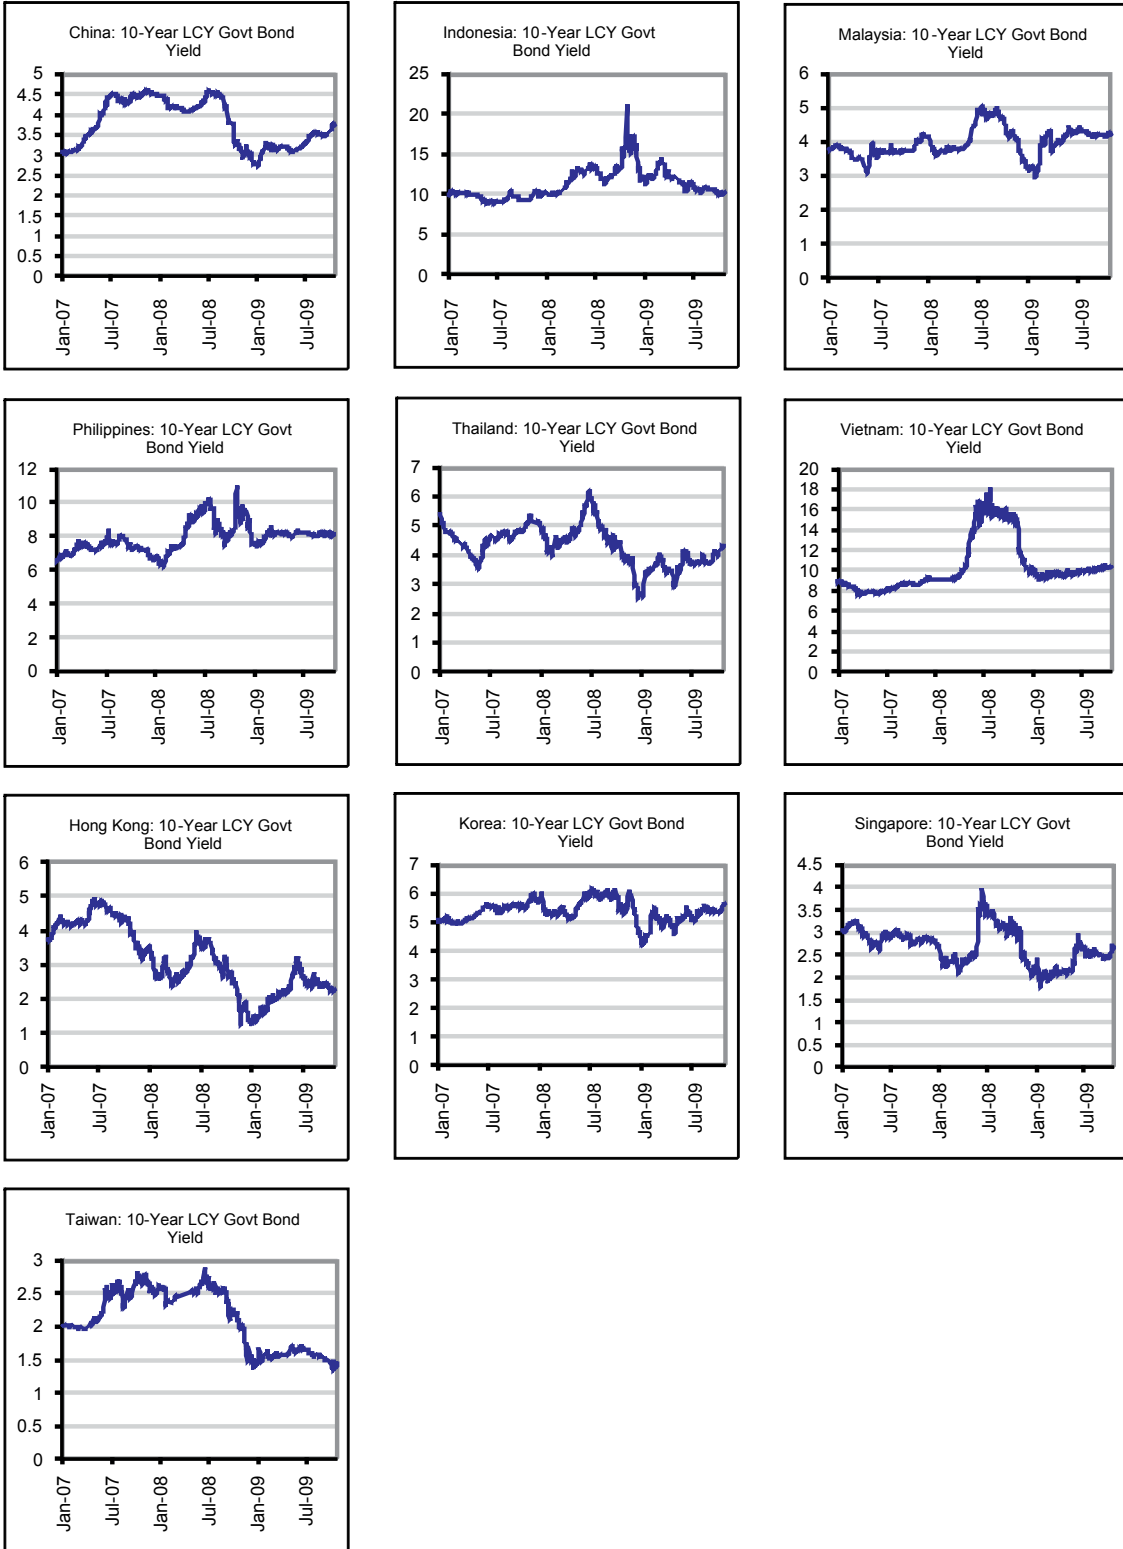 China: 10-Year LCY Govt Bond
Yield
5
4.5
4
3.5
3
2.5
2
1.5
1
0.5
0
Jan-07
Jul-07
Jan-08
Jul-08
Jan-09
Jul-09
Indonesia: 10-Year LCY Govt
Bond Yield
25
20
15
10
5
0
Jan-07
Jul-07
Jan-08
Jul-08
Jan-09
Jul-09
Malaysia: 10-Year LCY Govt Bond
Yield
6
5
4
3
2
1
0
Jan-07
Jul-07
Jan-08
Jul-08
Jan-09
Jul-09
Philippines: 10-Year LCY Govt
Bond Yield
12
10
8
6
4
2
0
Jan-07
Jul-07
Jan-08
Jul-08
Jan-09
Jul-09
Thailand: 10-Year LCY Govt Bond
Yield
7
6
5
4
3
2
1
0
Jan-07
Jul-07
Jan-08
Jul-08
Jan-09
Jul-09
Vietnam: 10-Year LCY Govt Bond
Yield
20
18
16
14
12
10
8
6
4
2
0
Jan-07
Jul-07
Jan-08
Jul-08
Jan-09
Jul-09
Hong Kong: 10-Year LCY Govt
Bond Yield
6
5
4
3
2
1
0
Jan-07
Jul-07
Jan-08
Jul-08
Jan-09
Jul-09
Korea: 10-Year LCY Govt Bond
Yield
7
6
5
4
3
2
1
0
Jan-07
Jul-07
Jan-08
Jul-08
Jan-09
Jul-09
Singapore: 10-Year LCY Govt
Bond Yield
4.5
4
3.5
3
2.5
2
1.5
1
0.5
0
Jan-07
Jul-07
Jan-08
Jul-08
Jan-09
Jul-09
Taiwan: 10-Year LCY Govt Bond
Yield
3
2.5
2
1.5
1
0.5
0
Jan-07
Jul-07
Jan-08
Jul-08
Jan-09
Jul-09